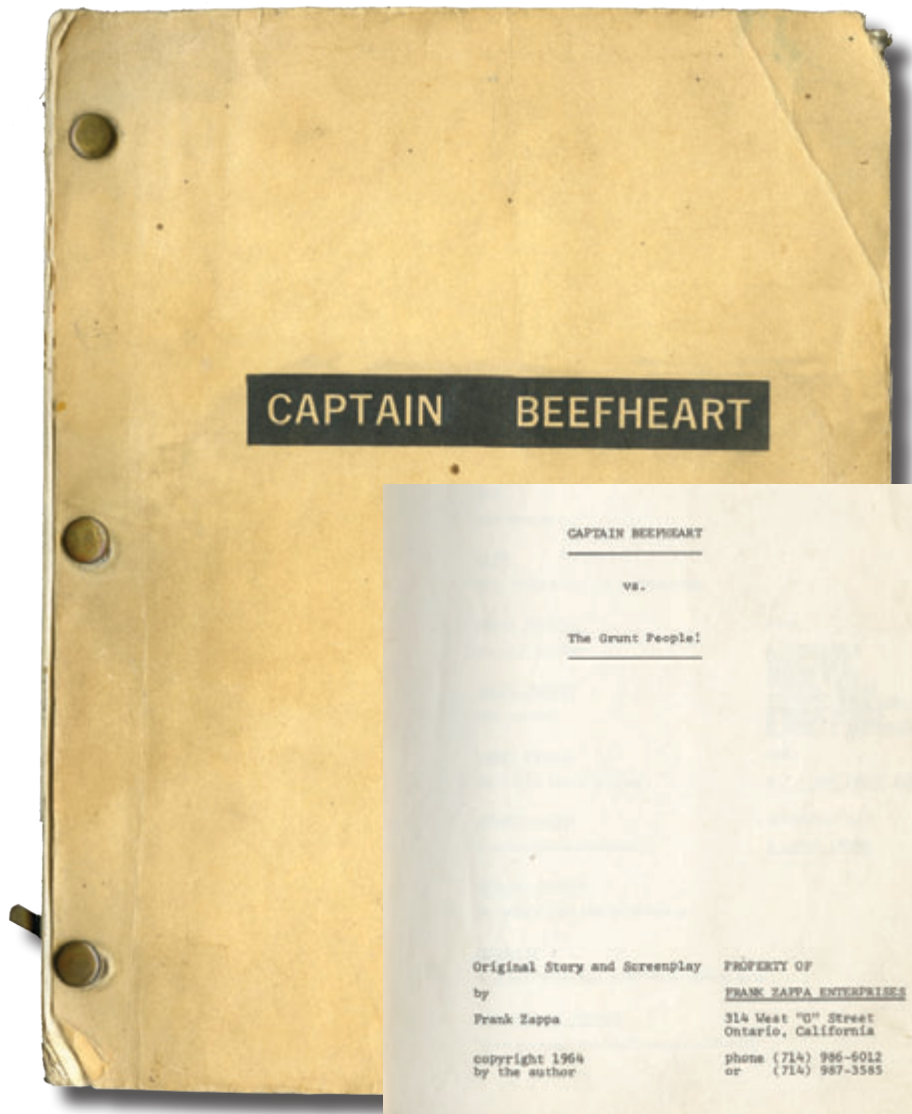 CAPTAIN BEEFHEART
CAPTAIN BEEFHEART
vs.
The Grunt People!
Original Story and Screenplay
by
Frank Zappa
copyright 1964
by the author
PROPERTY OF
FRANK ZAPPA ENTERPRISES
314 West "G" Street
Ontario, California
phone (714) 986-6012
or (714) 987-3585